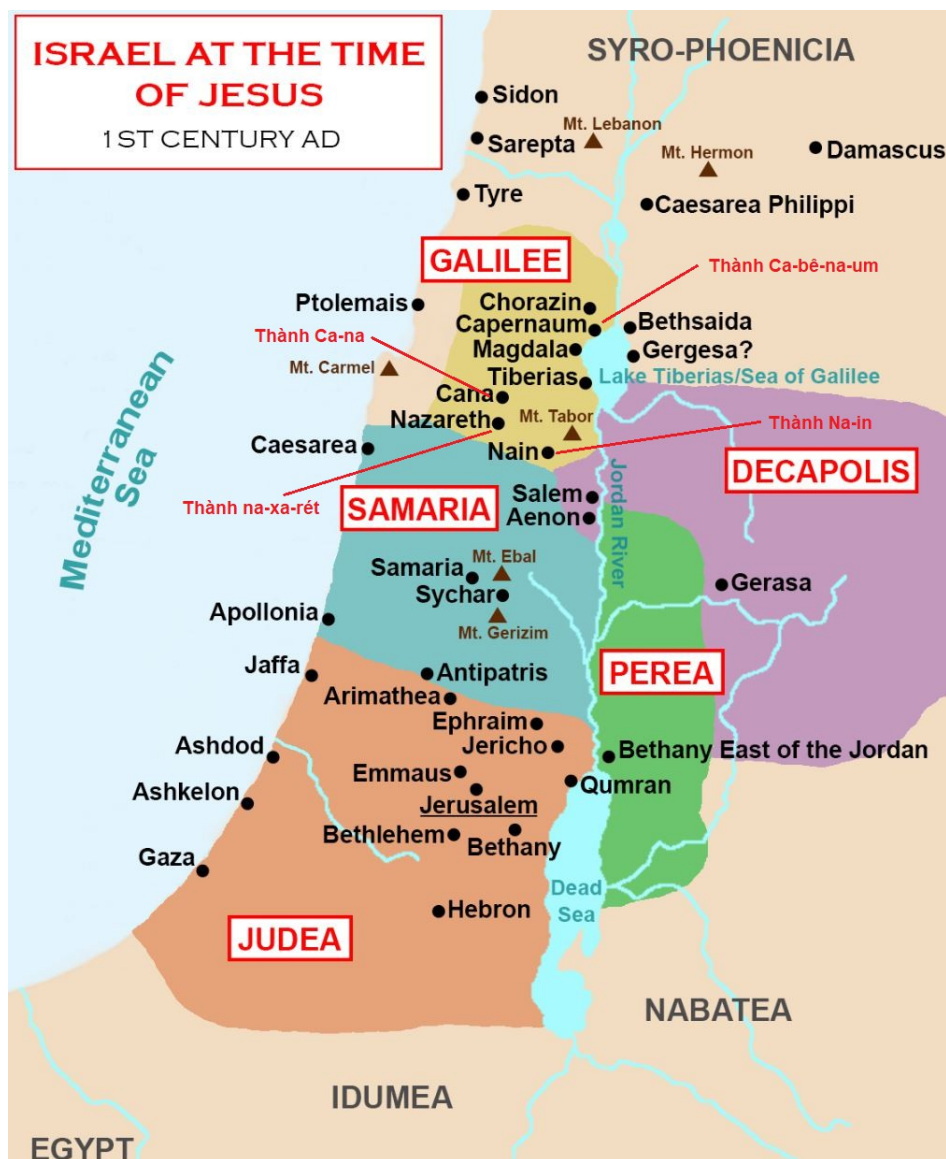 ISRAEL AT THE TIME
OF JESUS
1ST CENTURY AD
SYRO-PHOENICIA
Sidon
Mt. Lebanon
Sarepta
Mt. Hermon
Damascus
Tyre
Caesarea Philippi
GALILEE
Thành Ca-bê-na-um
Ptolemais
Chorazin
Capernaum
Bethsaida
Thành Ca-na
Magdala
Gergesa?
Mt. Carmel
Tiberias
Lake Tiberias/Sea of Galilee
Cana
Nazareth
Mt. Tabor
Thành Na-in
Caesarea
Nain
Mediterranean
Sea
DECAPOLIS
Thành na-xa-rét
SAMARIA
Salem
Aenon
Jordan River
Mt. Ebal
Samaria
Sychar
Gerasa
Apollonia
Mt. Gerizim
Jaffa
Antipatris
PEREA
Arimathea
Ephraim
Jericho
Bethany East of the Jordan
Ashdod
Emmaus
Qumran
Ashkelon
Jerusalem
Bethlehem
Bethany
Gaza
Dead
Sea
Hebron
JUDEA
NABATEA
IDUMEA
EGYPT